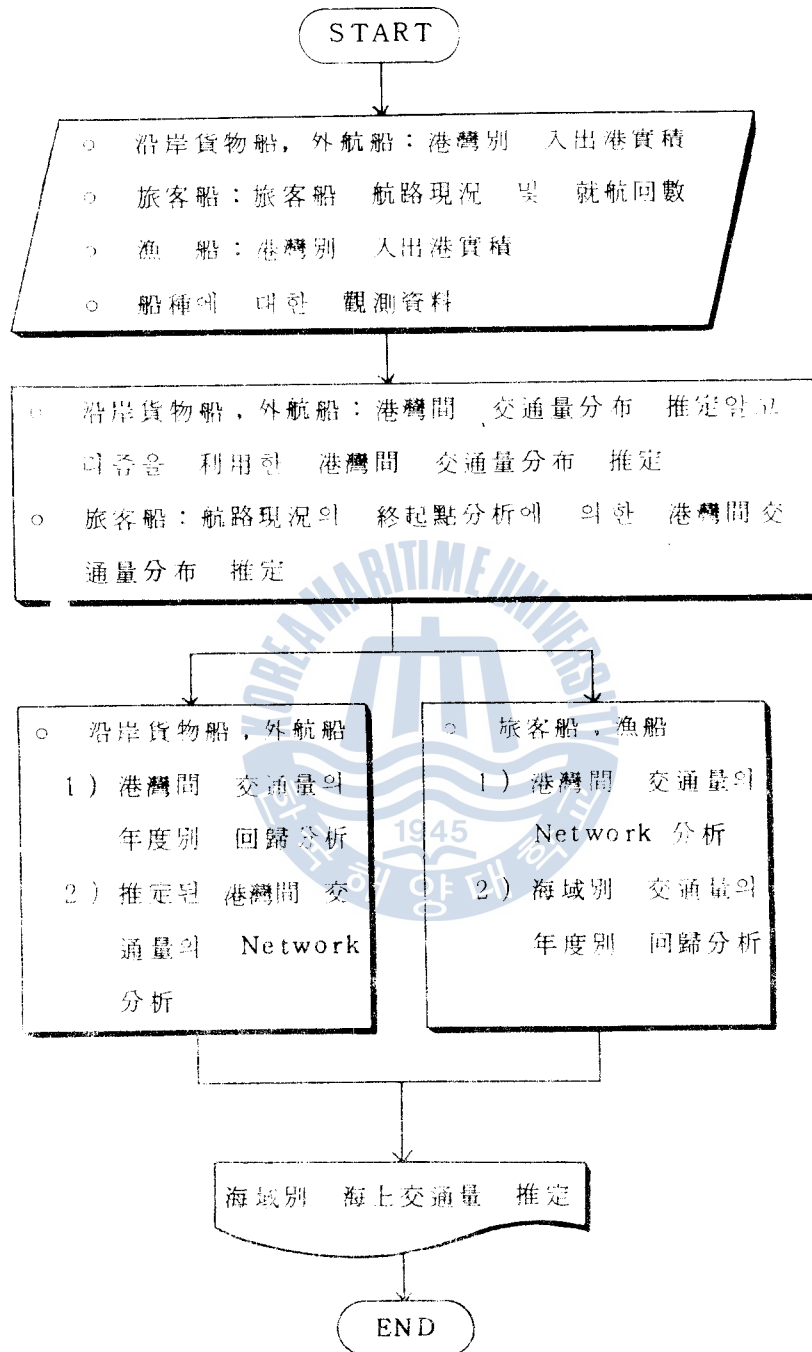 START
○ 沿岸貨物船, 外航船 : 港灣別 入出港實積
○ 旅客船 : 旅客船 航路現況 및 就航回數
○ 漁 船 : 港灣別 入出港實積
○ 船種에 대한 觀測資料
○ 沿岸貨物船, 外航船 : 港灣間 交通量分布 推定알고
리즘을 利用한 港灣間 交通量分布 推定
○ 旅客船 : 航路現況의 終起點分析에 의한 港灣間 交
通量分布 推定
KOREA MARITIME UNIVERSITY
○ 沿岸貨物船, 外航船
1) 港灣間 交通量의
年度別 回歸分析
2) 推定된 港灣間 交
通量의 Network
分析
○ 旅客船, 漁船
1) 港灣間 交通量의
Network 分析
2) 海域別 交通量의
年度別 回歸分析
1945
한국해양대학교
海域別 海上交通量 推定
END